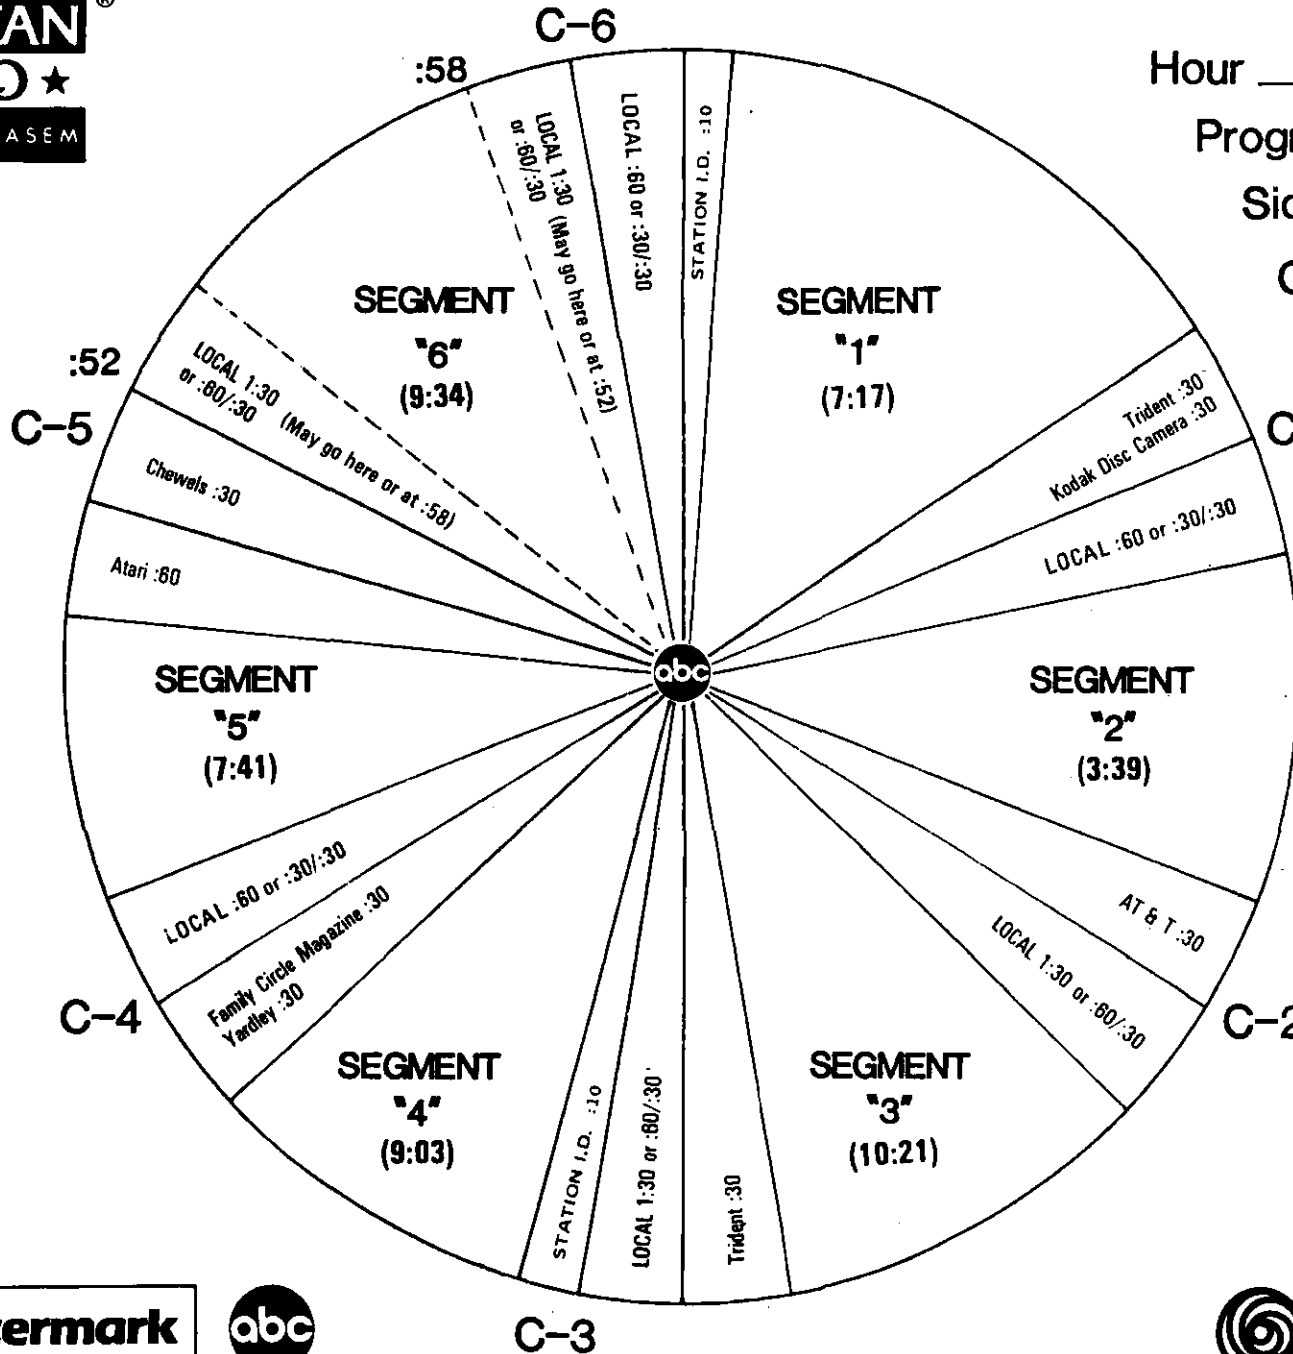 C-6
:58
Hour
LOCAL 1:30 (May go here or at :52)
or :60/:30
LOCAL :60 or :30/:30
STATION I.D. :10
SEGMENT
"6"
(9:34)
SEGMENT
"1"
(7:17)
:52
LOCAL 1:30 (May go here or at :58)
or :60/:30
C-5
Trident :30
Kodak Disc Camera :30
Chewels :30
LOCAL :60 or :30/:30
Atari :60
abc
SEGMENT
"5"
(7:41)
SEGMENT
"2"
(3:39)
LOCAL :60 or :30/:30
AT & T :30
Family Circle Magazine :30
Yardley :30
LOCAL 1:30 or :60/:30
C-4
C-2
SEGMENT
"4"
(9:03)
SEGMENT
"3"
(10:21)
STATION I.D. :10
LOCAL 1:30 or :60/:30
Trident :30
C-3
abc